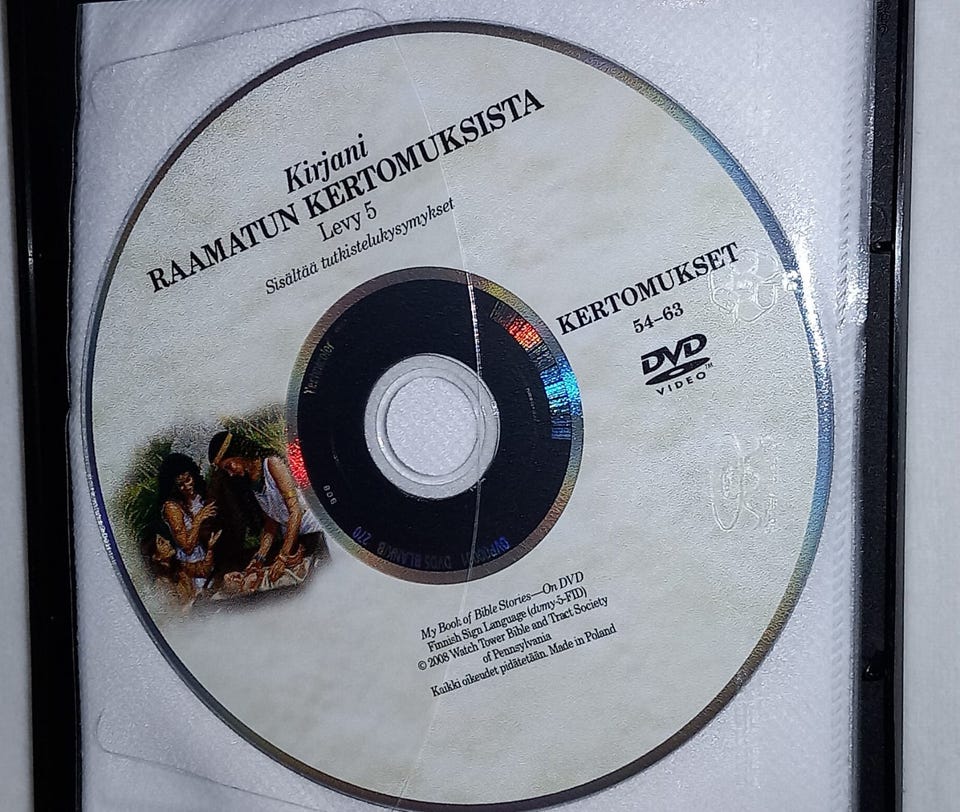 Kirjani
RAAMATUN KERTOMUKSISTA
Levy 5
Sisältää tutkistelukysymykset
KERTOMUKSET
54–63
DVD
VIDEO™
My Book of Bible Stories—On DVD
Finnish Sign Language (dvmy-5-FID)
© 2008 Watch Tower Bible and Tract Society
of Pennsylvania
Kaikki oikeudet pidätetään. Made in Poland